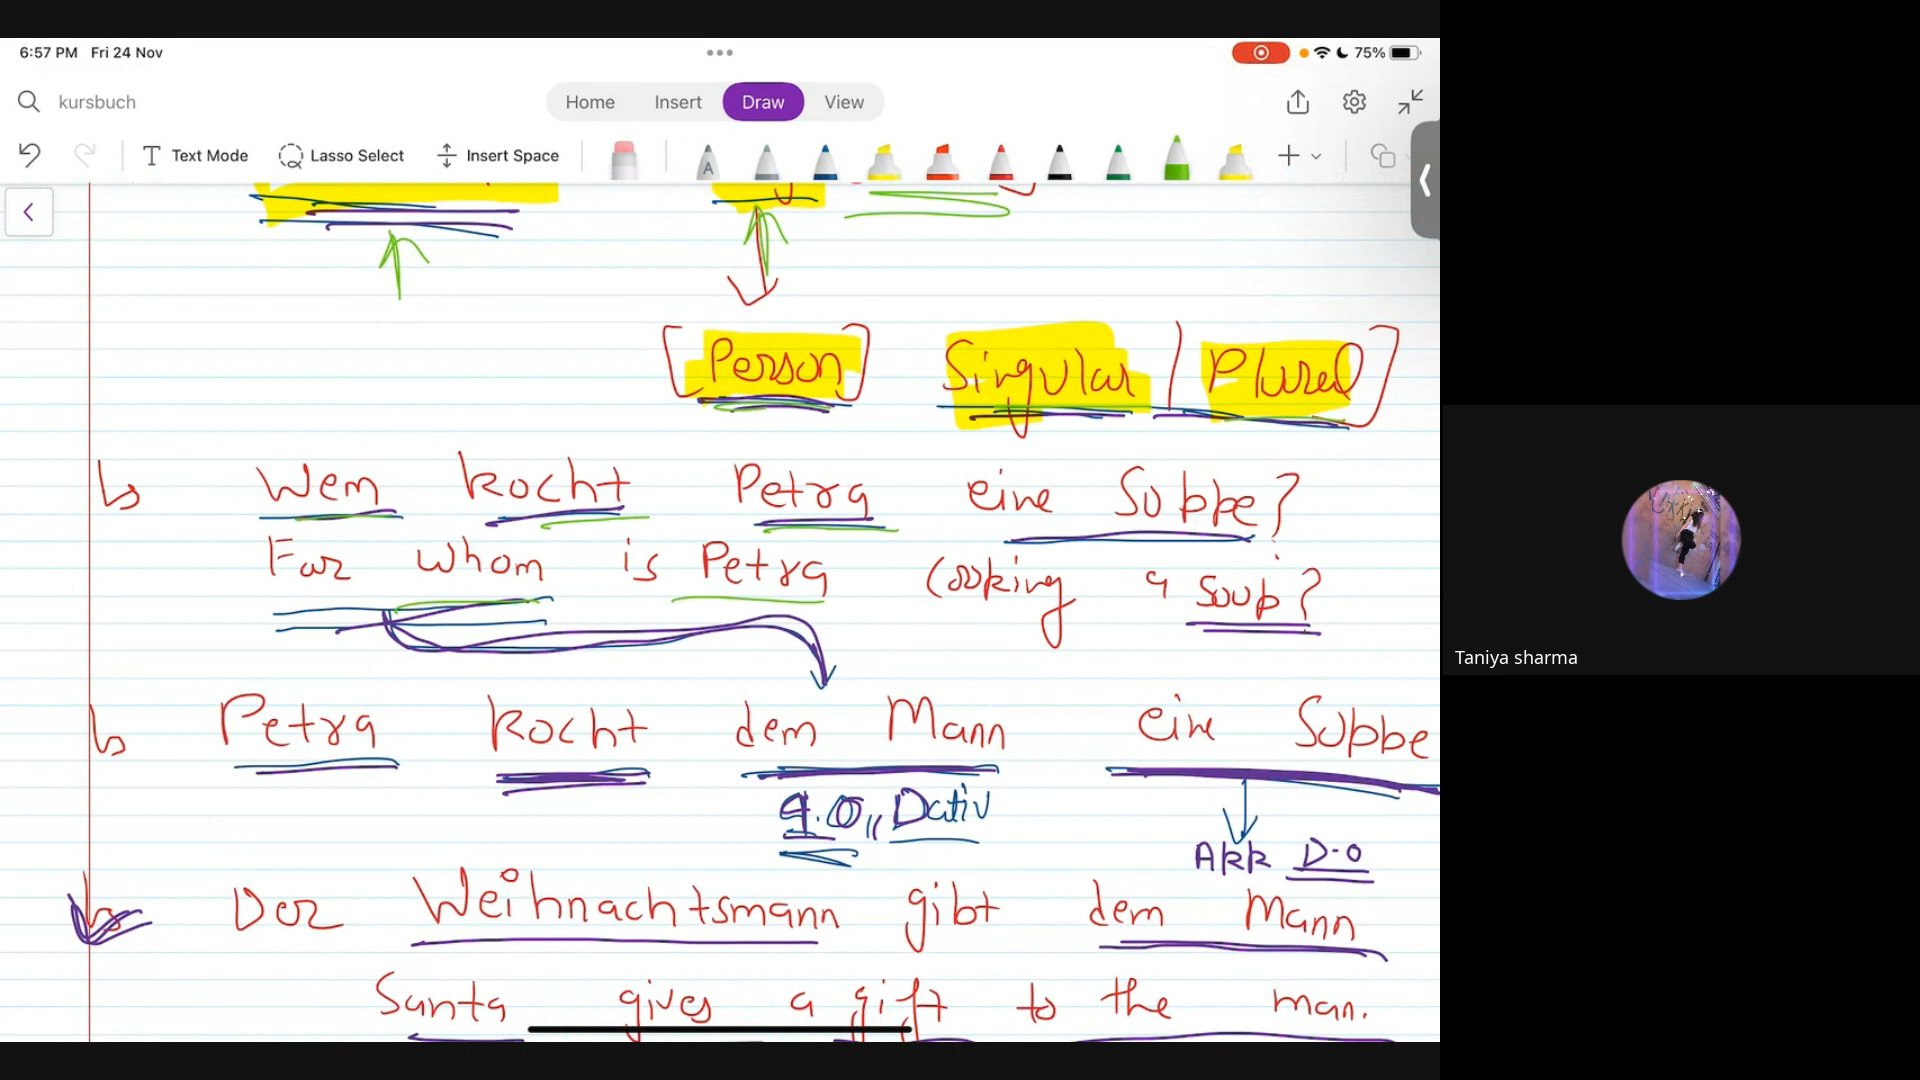 6:57 PM Fri 24 Nov
75%
kursbuch
Home Insert Draw View
Text Mode Lasso Select Insert Space
A
[Person] Singular | Plural]
Wem kocht Petra eine Suppe?
For whom is Petra cooking a soup?
Petra kocht dem Mann eine Suppe
I.O,, Dativ
Akk D.O
Der Weihnachtsmann gibt dem Mann
Santa gives a gift to the man.
Taniya sharma